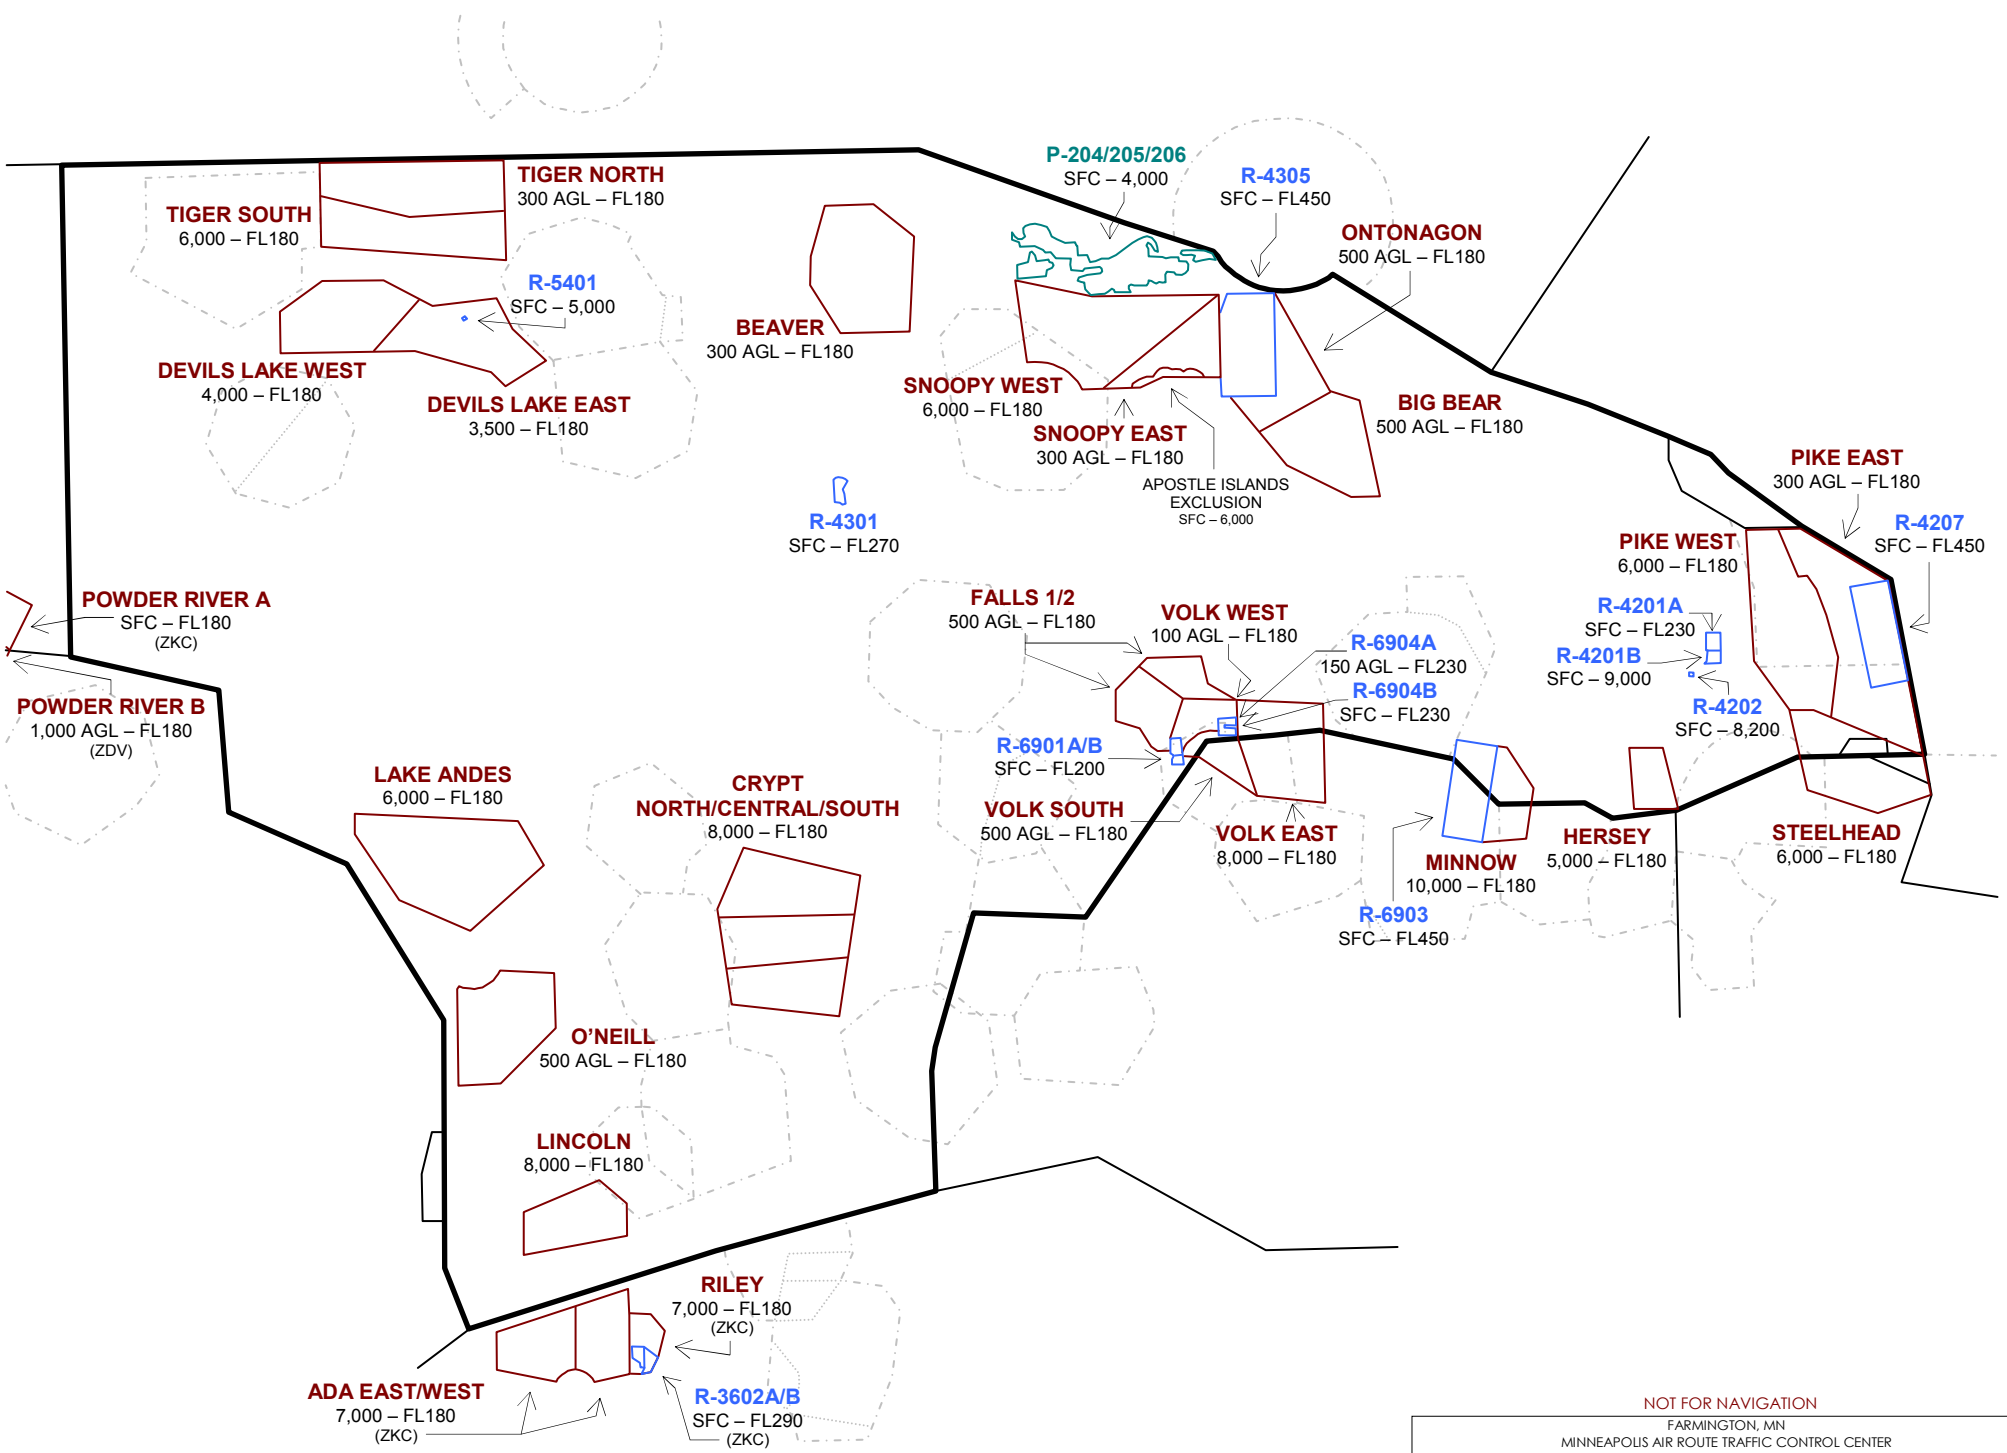 TIGER NORTH
300 AGL – FL180
TIGER SOUTH
6,000 – FL180
P-204/205/206
SFC – 4,000
R-4305
SFC – FL450
ONTONAGON
500 AGL – FL180
R-5401
SFC – 5,000
BEAVER
300 AGL – FL180
DEVILS LAKE WEST
4,000 – FL180
DEVILS LAKE EAST
3,500 – FL180
SNOOPY WEST
6,000 – FL180
SNOOPY EAST
300 AGL – FL180
BIG BEAR
500 AGL – FL180
APOSTLE ISLANDS
EXCLUSION
SFC – 6,000
PIKE EAST
300 AGL – FL180
R-4207
SFC – FL450
PIKE WEST
6,000 – FL180
R-4301
SFC – FL270
POWDER RIVER A
SFC – FL180
(ZKC)
POWDER RIVER B
1,000 AGL – FL180
(ZDV)
FALLS 1/2
500 AGL – FL180
VOLK WEST
100 AGL – FL180
R-6904A
150 AGL – FL230
R-6904B
SFC – FL230
R-4201A
SFC – FL230
R-4201B
SFC – 9,000
R-4202
SFC – 8,200
R-6901A/B
SFC – FL200
LAKE ANDES
6,000 – FL180
CRYPT
NORTH/CENTRAL/SOUTH
8,000 – FL180
VOLK SOUTH
500 AGL – FL180
VOLK EAST
8,000 – FL180
MINNOW
10,000 – FL180
HERSEY
5,000 – FL180
STEELHEAD
6,000 – FL180
R-6903
SFC – FL450
O'NEILL
500 AGL – FL180
LINCOLN
8,000 – FL180
RILEY
7,000 – FL180
(ZKC)
ADA EAST/WEST
7,000 – FL180
(ZKC)
R-3602A/B
SFC – FL290
(ZKC)
NOT FOR NAVIGATION
FARMINGTON, MN
MINNEAPOLIS AIR ROUTE TRAFFIC CONTROL CENTER